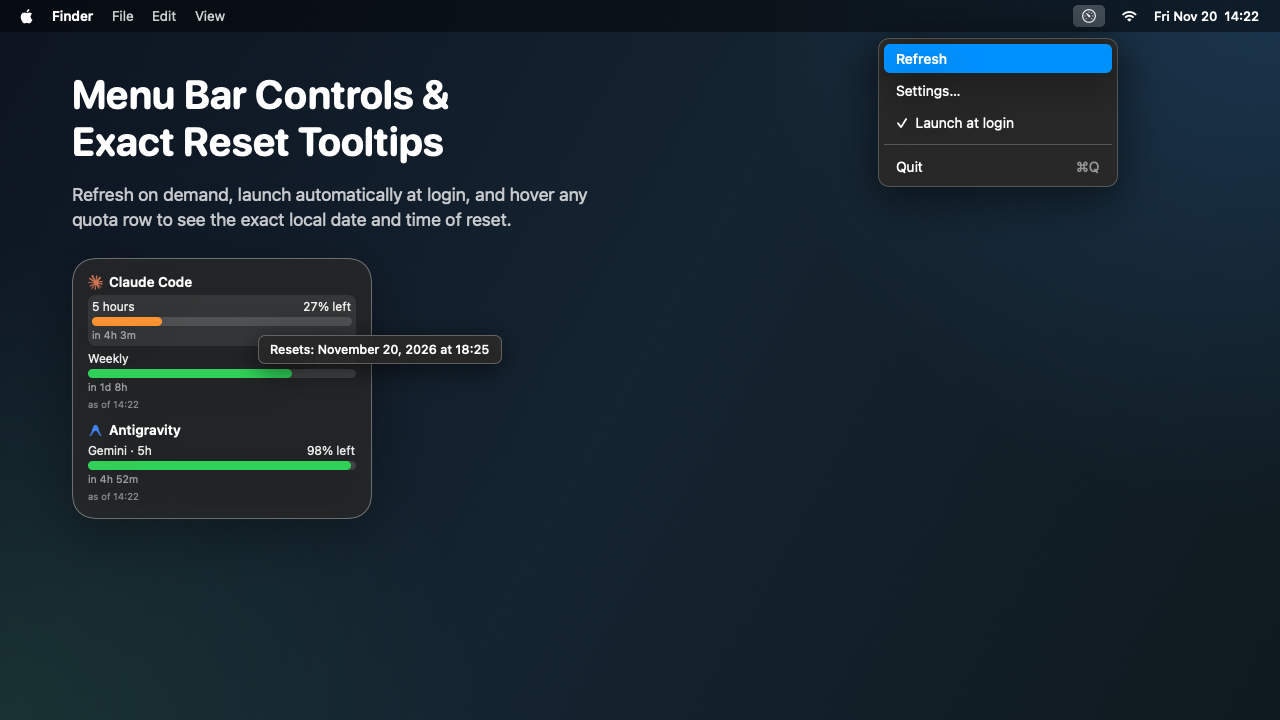 Finder File Edit View Fri Nov 20 14:22
Refresh
Settings...
✓ Launch at login
Quit ⌘Q
Menu Bar Controls &
Exact Reset Tooltips
Refresh on demand, launch automatically at login, and hover any
quota row to see the exact local date and time of reset.
Claude Code
5 hours 27% left
in 4h 3m
Resets: November 20, 2026 at 18:25
Weekly
in 1d 8h
as of 14:22
Antigravity
Gemini · 5h 98% left
in 4h 52m
as of 14:22